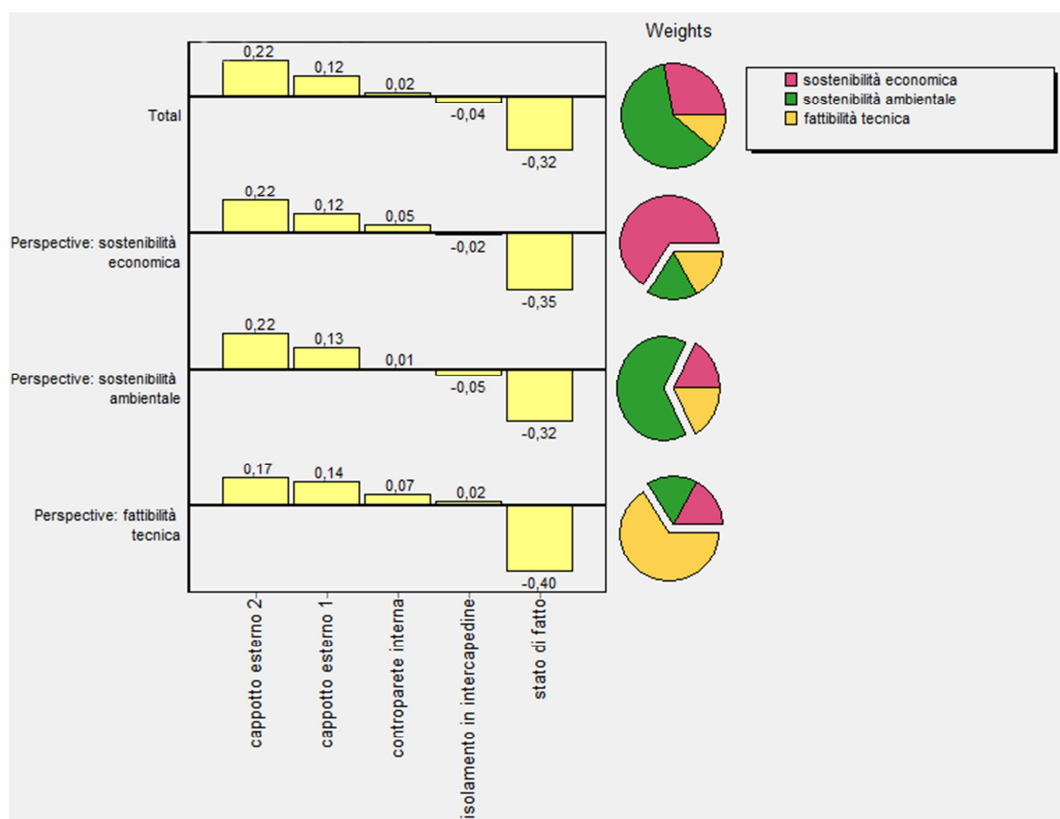 Weights
sostenibilità economica
sostenibilità ambientale
fattibilità tecnica
0,22
0,12
0,02
-0,04
-0,32
Total
0,22
0,12
0,05
-0,02
-0,35
Perspective: sostenibilità
economica
0,22
0,13
0,01
-0,05
-0,32
Perspective: sostenibilità
ambientale
0,17
0,14
0,07
0,02
-0,40
Perspective: fattibilità
tecnica
cappotto esterno 2
cappotto esterno 1
controparete interna
isolamento in intercapedine
stato di fatto